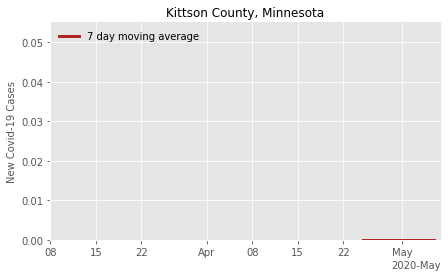 Kittson County, Minnesota
7 day moving average
New Covid-19 Cases
0.05
0.04
0.03
0.02
0.01
0.00
08 15 22 Apr 08 15 22 May
2020-May